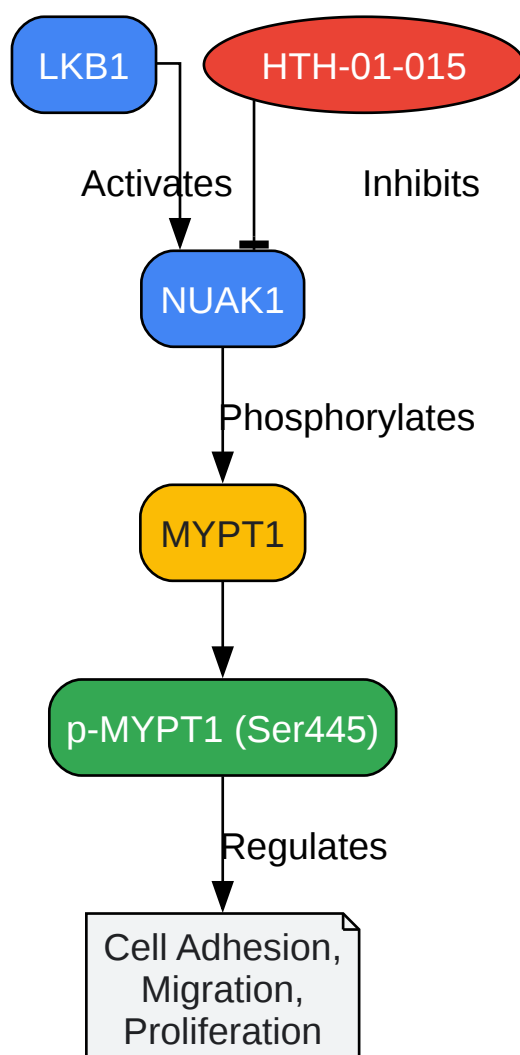 LKB1
HTH-01-015
Activates
Inhibits
NUAK1
Phosphorylates
MYPT1
p-MYPT1 (Ser445)
Regulates
Cell Adhesion,
Migration,
Proliferation